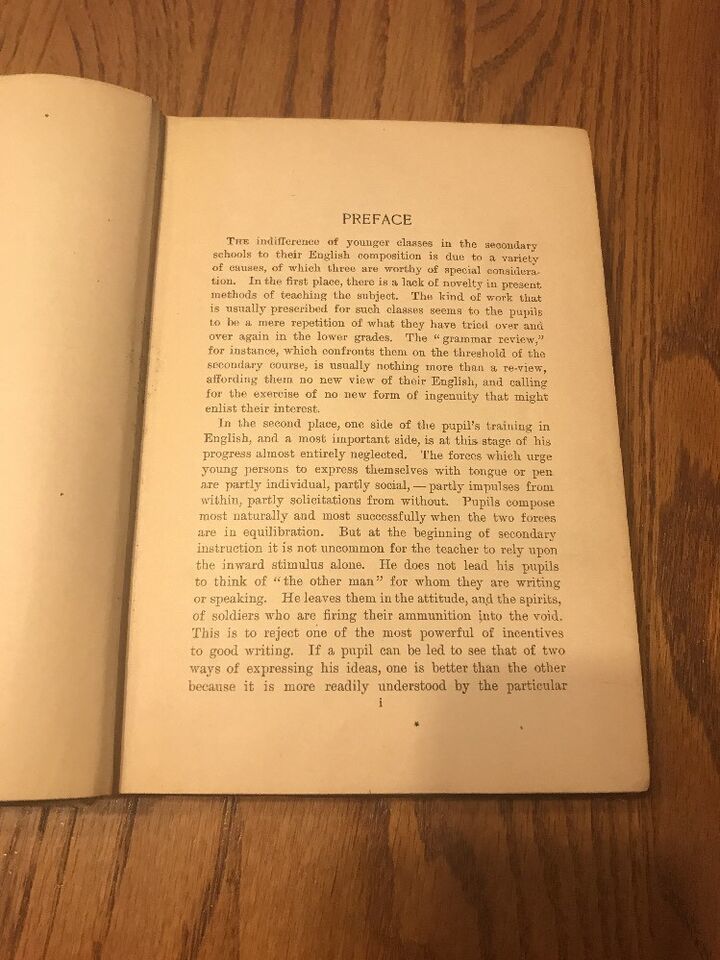 PREFACE
THE indifference of younger classes in the secondary
schools to their English composition is due to a variety
of causes, of which three are worthy of special considera-
tion. In the first place, there is a lack of novelty in present
methods of teaching the subject. The kind of work that
is usually prescribed for such classes seems to the pupils
to be a mere repetition of what they have tried over and
over again in the lower grades. The "grammar review,"
for instance, which confronts them on the threshold of the
secondary course, is usually nothing more than a re-view,
affording them no new view of their English, and calling
for the exercise of no new form of ingenuity that might
enlist their interest.
In the second place, one side of the pupil's training in
English, and a most important side, is at this stage of his
progress almost entirely neglected. The forces which urge
young persons to express themselves with tongue or pen
are partly individual, partly social, — partly impulses from
within, partly solicitations from without. Pupils compose
most naturally and most successfully when the two forces
are in equilibration. But at the beginning of secondary
instruction it is not uncommon for the teacher to rely upon
the inward stimulus alone. He does not lead his pupils
to think of "the other man" for whom they are writing
or speaking. He leaves them in the attitude, and the spirits,
of soldiers who are firing their ammunition into the void.
This is to reject one of the most powerful of incentives
to good writing. If a pupil can be led to see that of two
ways of expressing his ideas, one is better than the other
because it is more readily understood by the particular
i